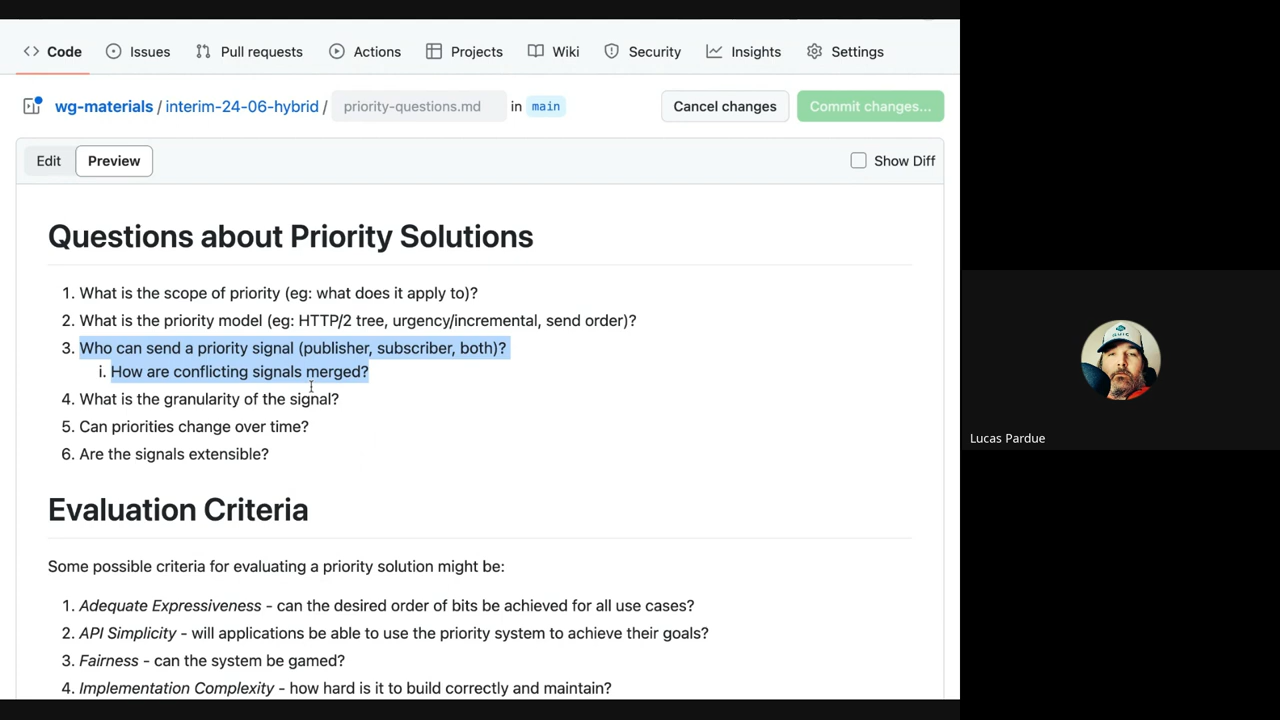 Code Issues Pull requests Actions Projects Wiki Security Insights Settings
wg-materials / interim-24-06-hybrid / priority-questions.md in main Cancel changes Commit changes...
Edit Preview Show Diff
Questions about Priority Solutions
1. What is the scope of priority (eg: what does it apply to)?
2. What is the priority model (eg: HTTP/2 tree, urgency/incremental, send order)?
3. Who can send a priority signal (publisher, subscriber, both)?
i. How are conflicting signals merged?
4. What is the granularity of the signal?
5. Can priorities change over time?
6. Are the signals extensible?
Evaluation Criteria
Some possible criteria for evaluating a priority solution might be:
1. Adequate Expressiveness - can the desired order of bits be achieved for all use cases?
2. API Simplicity - will applications be able to use the priority system to achieve their goals?
3. Fairness - can the system be gamed?
4. Implementation Complexity - how hard is it to build correctly and maintain?
Lucas Pardue